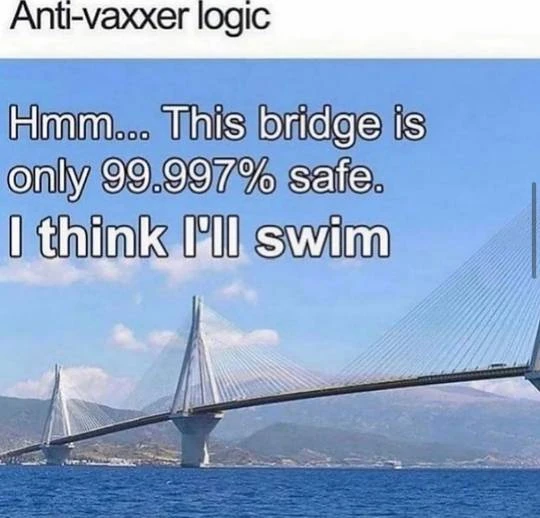 Anti-vaxxer logic
Hmm... This bridge is
only 99.997% safe.
I think I'll swim